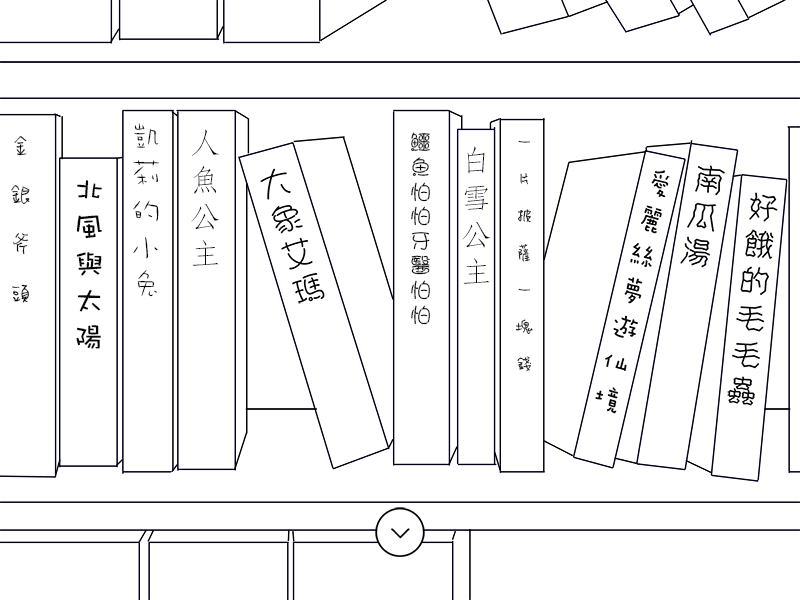 金銀斧頭
北風與太陽
凱莉的小兔
人魚公主
大象艾瑪
鱷魚怕怕牙醫怕怕
白雪公主
一片披薩一塊錢
愛麗絲夢遊仙境
南瓜湯
好餓的毛毛蟲